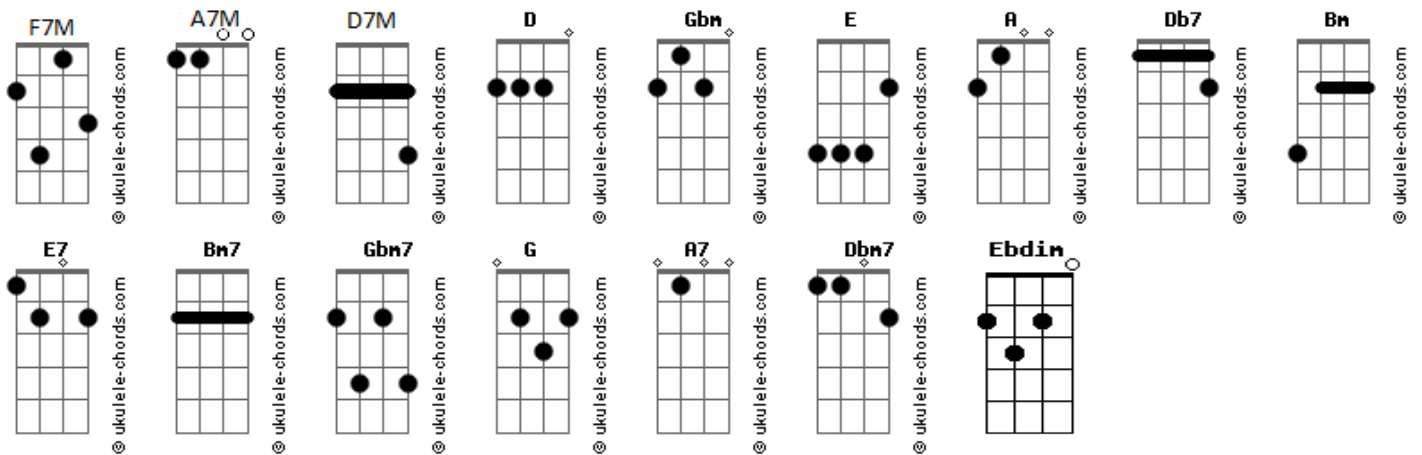 F7M A7M D7M D Gbm E A Db7 Bm
© ukulele-chords.com © ukulele-chords.com © ukulele-chords.com © ukulele-chords.com © ukulele-chords.com © ukulele-chords.com © ukulele-chords.com © ukulele-chords.com © ukulele-chords.com
E7 Bm7 Gbm7 G A7 Dbm7 Ebdim
© ukulele-chords.com © ukulele-chords.com © ukulele-chords.com © ukulele-chords.com © ukulele-chords.com © ukulele-chords.com